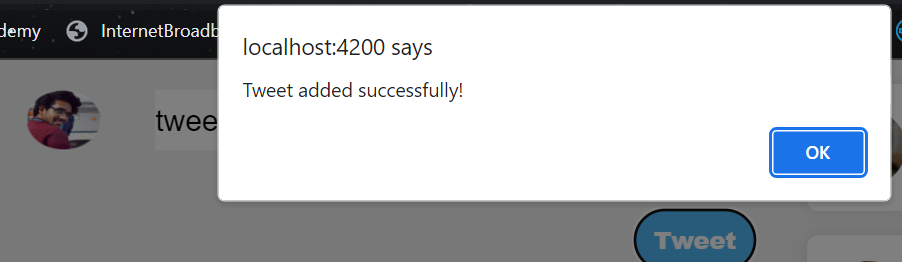 demy InternetBroadb
localhost:4200 says
Tweet added successfully!
OK
twee
Tweet